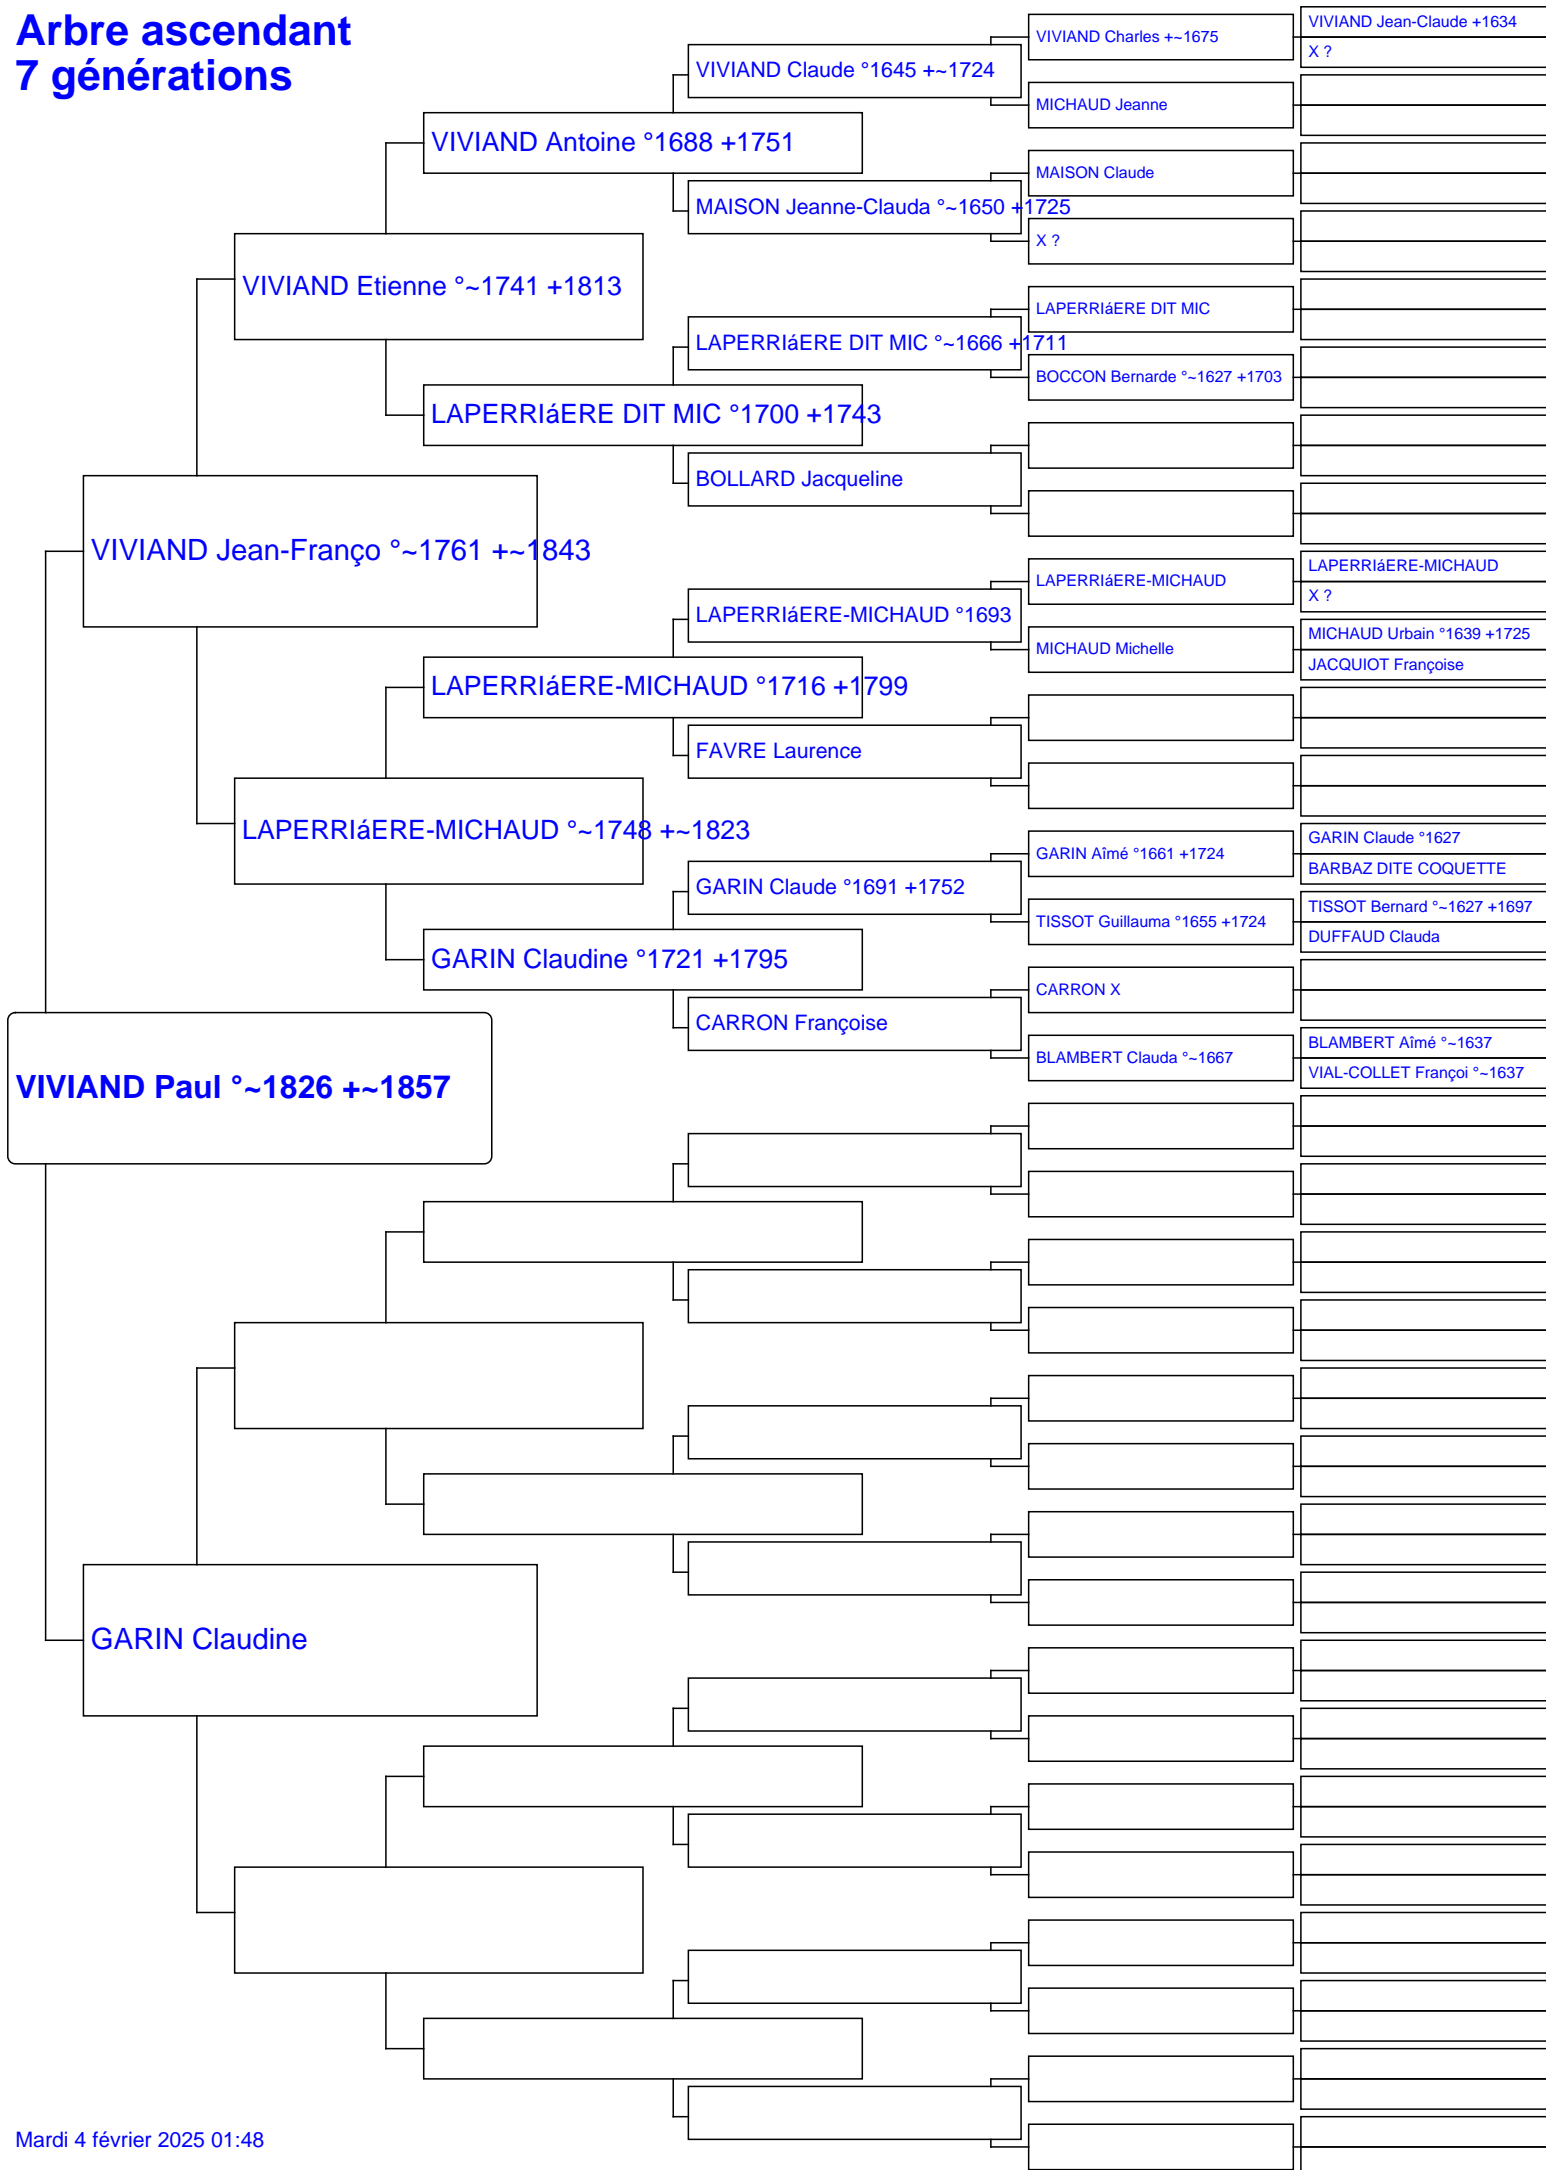 Arbre ascendant
7 générations
VIVIAND Jean-Claude +1634
VIVIAND Charles +~1675
X ?
VIVIAND Claude °1645 +~1724
MICHAUD Jeanne
VIVIAND Antoine °1688 +1751
MAISON Claude
MAISON Jeanne-Clauda °~1650 +1725
X ?
VIVIAND Etienne °~1741 +1813
LAPERRIáERE DIT MIC
LAPERRIáERE DIT MIC °~1666 +1711
BOCCON Bernarde °~1627 +1703
LAPERRIáERE DIT MIC °1700 +1743
BOLLARD Jacqueline
VIVIAND Jean-Franço °~1761 +~1843
LAPERRIáERE-MICHAUD
LAPERRIáERE-MICHAUD
X ?
LAPERRIáERE-MICHAUD °1693
MICHAUD Urbain °1639 +1725
MICHAUD Michelle
JACQUIOT Françoise
LAPERRIáERE-MICHAUD °1716 +1799
FAVRE Laurence
LAPERRIáERE-MICHAUD °~1748 +~1823
GARIN Claude °1627
GARIN Aîmé °1661 +1724
BARBAZ DITE COQUETTE
GARIN Claude °1691 +1752
TISSOT Bernard °~1627 +1697
TISSOT Guillauma °1655 +1724
DUFFAUD Clauda
GARIN Claudine °1721 +1795
CARRON X
CARRON Françoise
BLAMBERT Aîmé °~1637
BLAMBERT Clauda °~1667
VIAL-COLLET Françoi °~1637
VIVIAND Paul °~1826 +~1857
GARIN Claudine
Mardi 4 février 2025 01:48